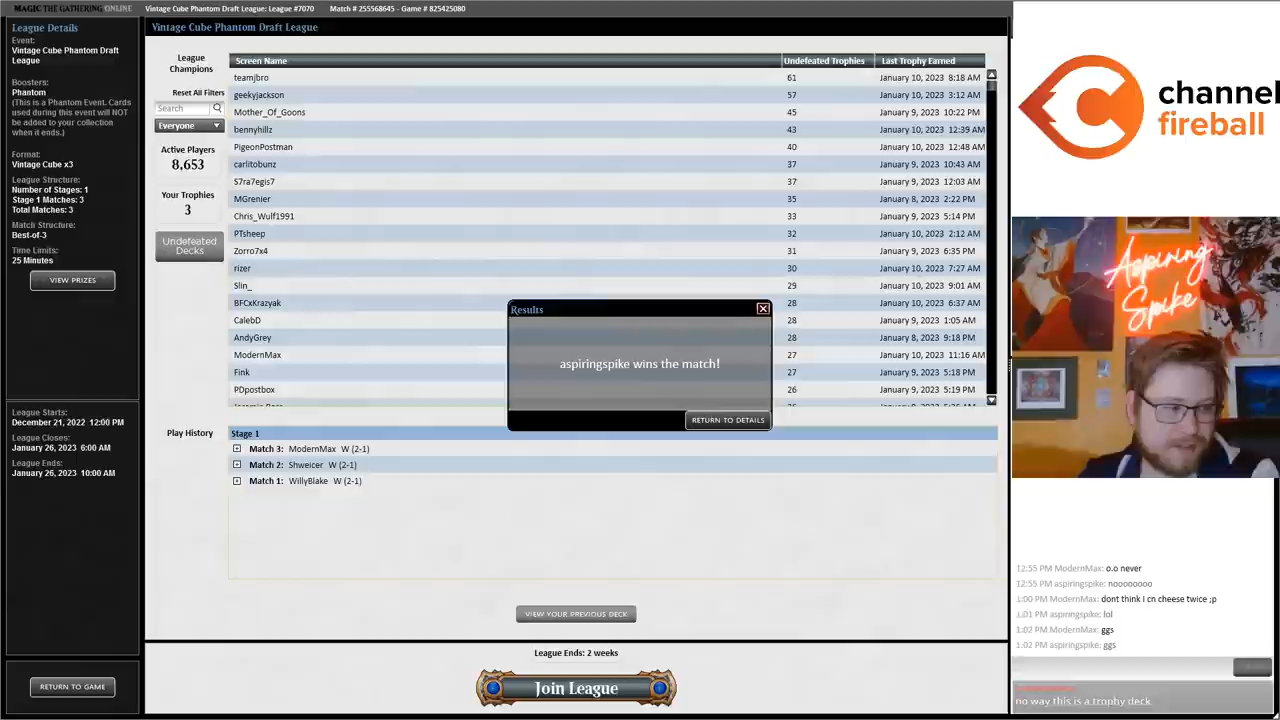 MAGIC THE GATHERING ONLINE
Vintage Cube Phantom Draft League: League #7070
Match # 255568645 - Game # 825425080
League Details
Event:
Vintage Cube Phantom Draft
League
Boosters:
Phantom
(This is a Phantom Event. Cards
used during this event will NOT
be added to your collection
when it ends.)
Format:
Vintage Cube x3
League Structure:
Number of Stages: 1
Stage 1 Matches: 3
Total Matches: 3
Match Structure:
Best-of-3
Time Limits:
25 Minutes
VIEW PRIZES
League Starts:
December 21, 2022 12:00 PM
League Closes:
January 26, 2023 6:00 AM
League Ends:
January 26, 2023 10:00 AM
RETURN TO GAME
Vintage Cube Phantom Draft League
League
Champions
Reset All Filters
Search
Everyone
Active Players
8,653
Your Trophies
3
Undefeated
Decks
Screen Name Undefeated Trophies Last Trophy Earned
teamjbro 61 January 10, 2023 8:18 AM
geekyjackson 57 January 10, 2023 3:12 AM
Mother_Of_Goons 45 January 9, 2023 10:22 PM
bennyhillz 43 January 10, 2023 12:39 AM
PigeonPostman 40 January 10, 2023 12:48 AM
carlitobunz 37 January 9, 2023 10:43 AM
S7ra7egis7 37 January 9, 2023 12:03 AM
MGrenier 35 January 8, 2023 2:22 PM
Chris_Wulf1991 33 January 9, 2023 5:14 PM
PTsheep 32 January 10, 2023 2:12 AM
Zorro7x4 31 January 9, 2023 6:35 PM
rizer 30 January 10, 2023 7:27 AM
Slin_ 29 January 10, 2023 9:01 AM
BFCxKrazyak 28 January 10, 2023 6:37 AM
CalebD 28 January 9, 2023 1:05 AM
AndyGrey 28 January 8, 2023 9:18 PM
ModernMax 27 January 10, 2023 11:16 AM
Fink 27 January 9, 2023 5:18 PM
PDpostbox 26 January 9, 2023 5:19 PM
Results
aspiringspike wins the match!
RETURN TO DETAILS
Play History
Stage 1
Match 3: ModernMax W (2-1)
Match 2: Shweicer W (2-1)
Match 1: WillyBlake W (2-1)
VIEW YOUR PREVIOUS DECK
League Ends: 2 weeks
Join League
channel
fireball
Aspiring
Spike
12:55 PM ModernMax: o.o never
12:55 PM aspiringspike: nooooooo
1:00 PM ModernMax: dont think I cn cheese twice ;p
1:01 PM aspiringspike: lol
1:02 PM ModernMax: ggs
1:02 PM aspiringspike: ggs
no way this is a trophy deck